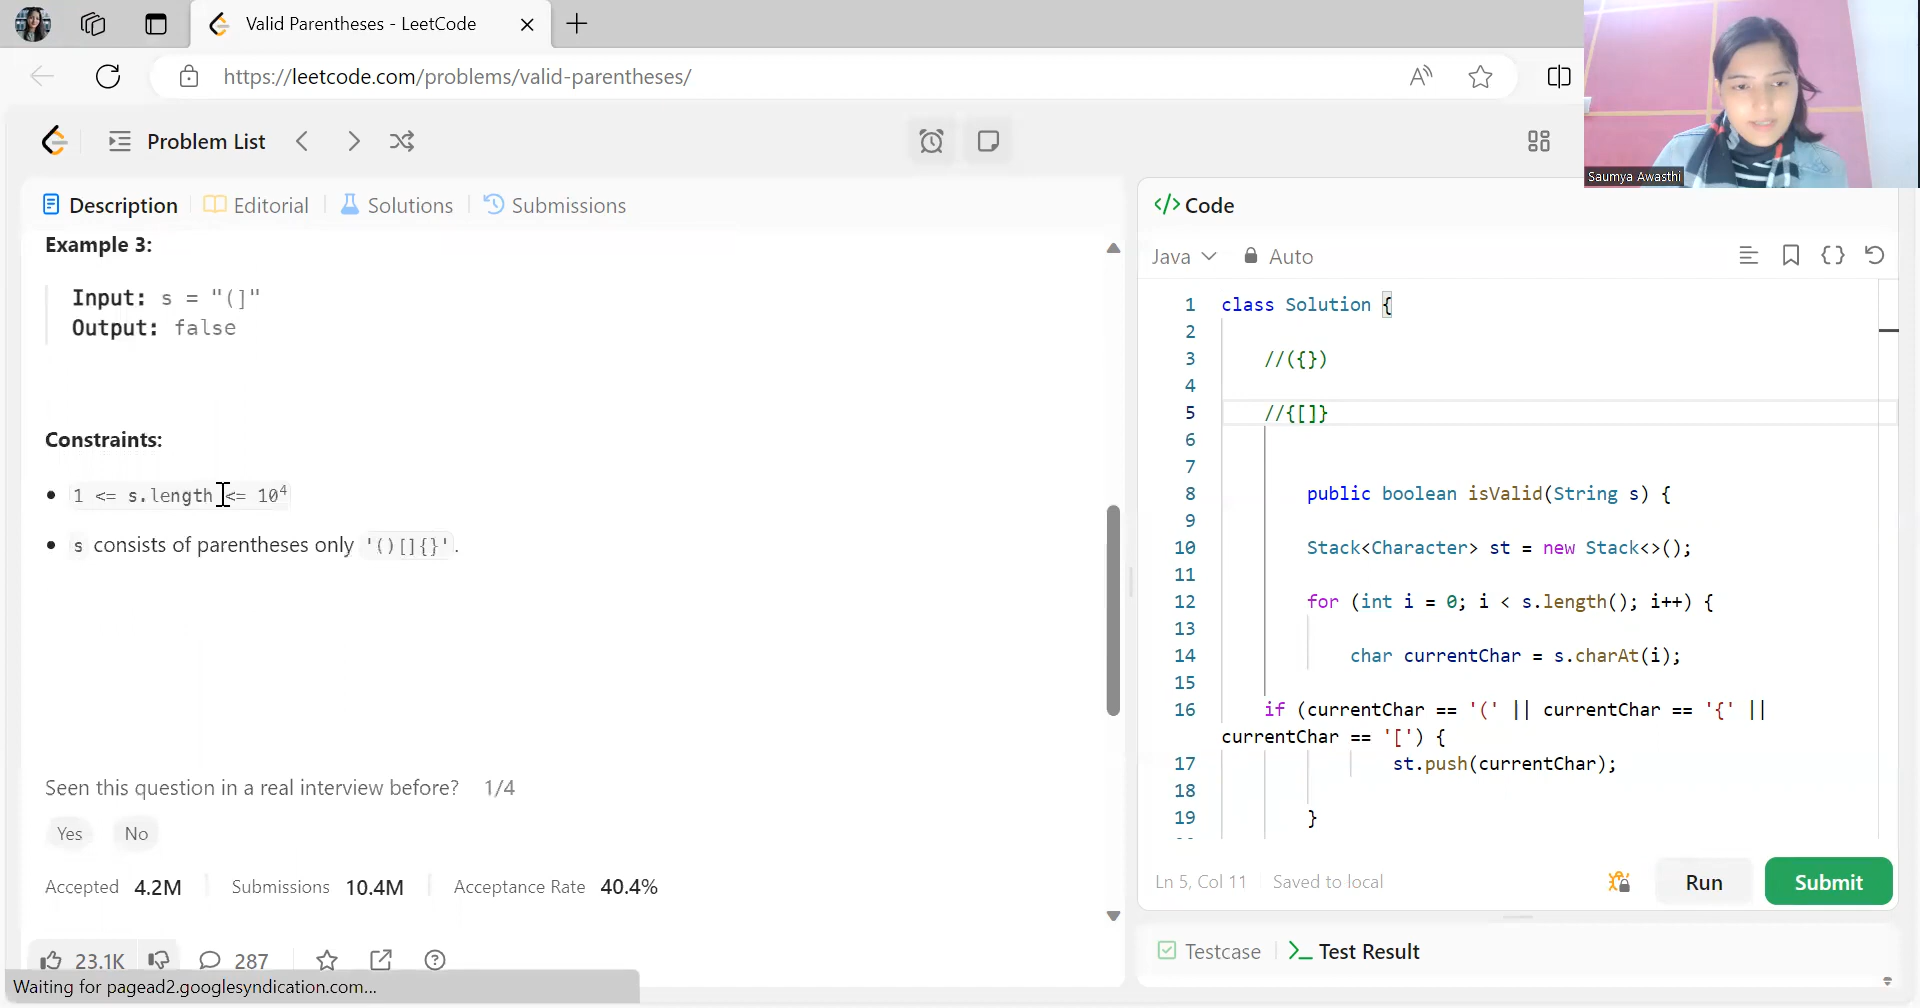 Valid Parentheses - LeetCode
https://leetcode.com/problems/valid-parentheses/
Saumya Awasthi
Problem List
Description
Editorial
Solutions
Submissions
Example 3:
Input: s = "(]"
Output: false
Constraints:
1 <= s.length <= 10⁴
s consists of parentheses only '()[]{}'.
Seen this question in a real interview before? 1/4
Yes
No
Accepted 4.2M
Submissions 10.4M
Acceptance Rate 40.4%
23.1K
287
Waiting for pagead2.googlesyndication.com...
</> Code
Java
Auto
1 class Solution {
2
3 //({})
4
5 //{[]}
6
7
8 public boolean isValid(String s) {
9
10 Stack<Character> st = new Stack<>();
11
12 for (int i = 0; i < s.length(); i++) {
13
14 char currentChar = s.charAt(i);
15
16 if (currentChar == '(' || currentChar == '{' ||
currentChar == '[') {
17 st.push(currentChar);
18
19 }
Ln 5, Col 11
Saved to local
Run
Submit
Testcase
Test Result